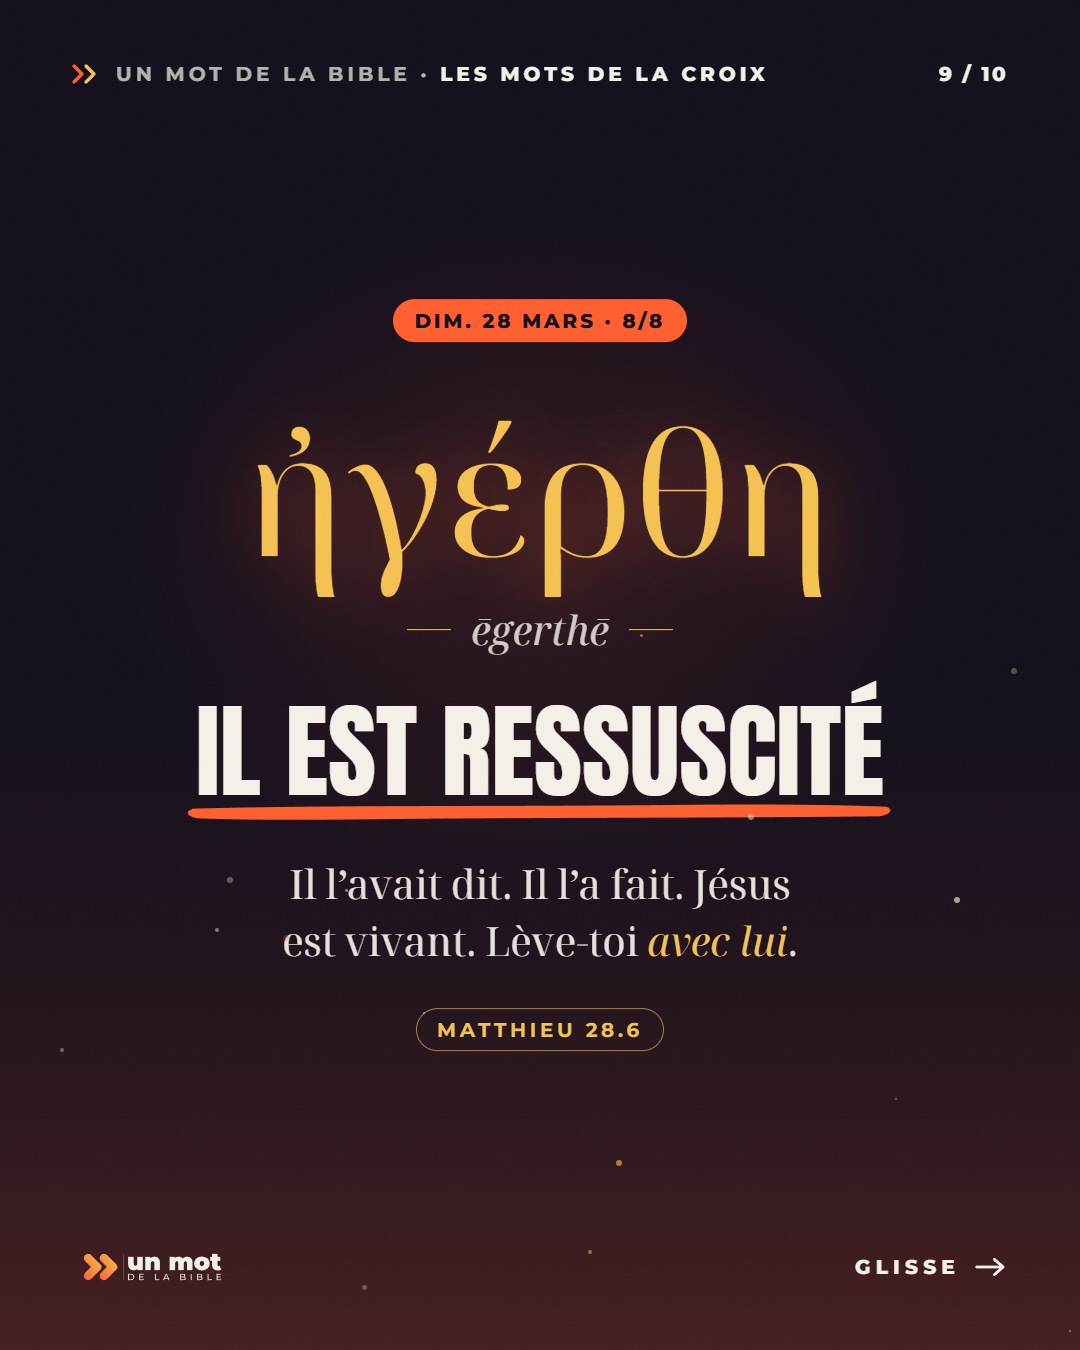 UN MOT DE LA BIBLE · LES MOTS DE LA CROIX
9 / 10
DIM. 28 MARS · 8/8
ἠγέρθη
ēgerthē
IL EST RESSUSCITÉ
Il l’avait dit. Il l’a fait. Jésus
est vivant. Lève-toi avec lui.
MATTHIEU 28.6
un mot
DE LA BIBLE
GLISSE →